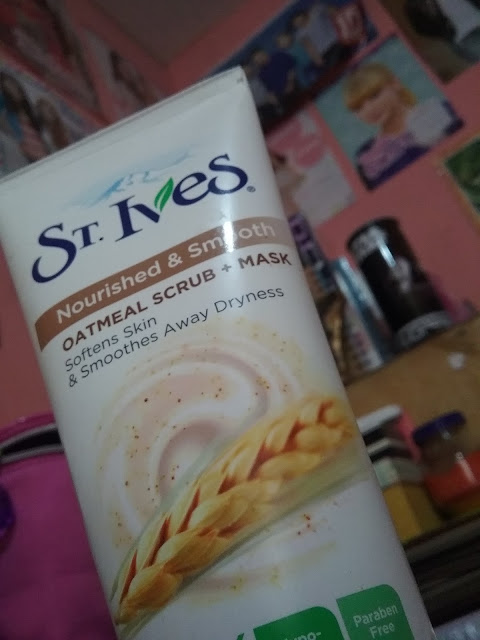 ST. IVES®
Nourished & Smooth
OATMEAL SCRUB + MASK
Softens Skin
& Smoothes Away Dryness
Paraben
Free